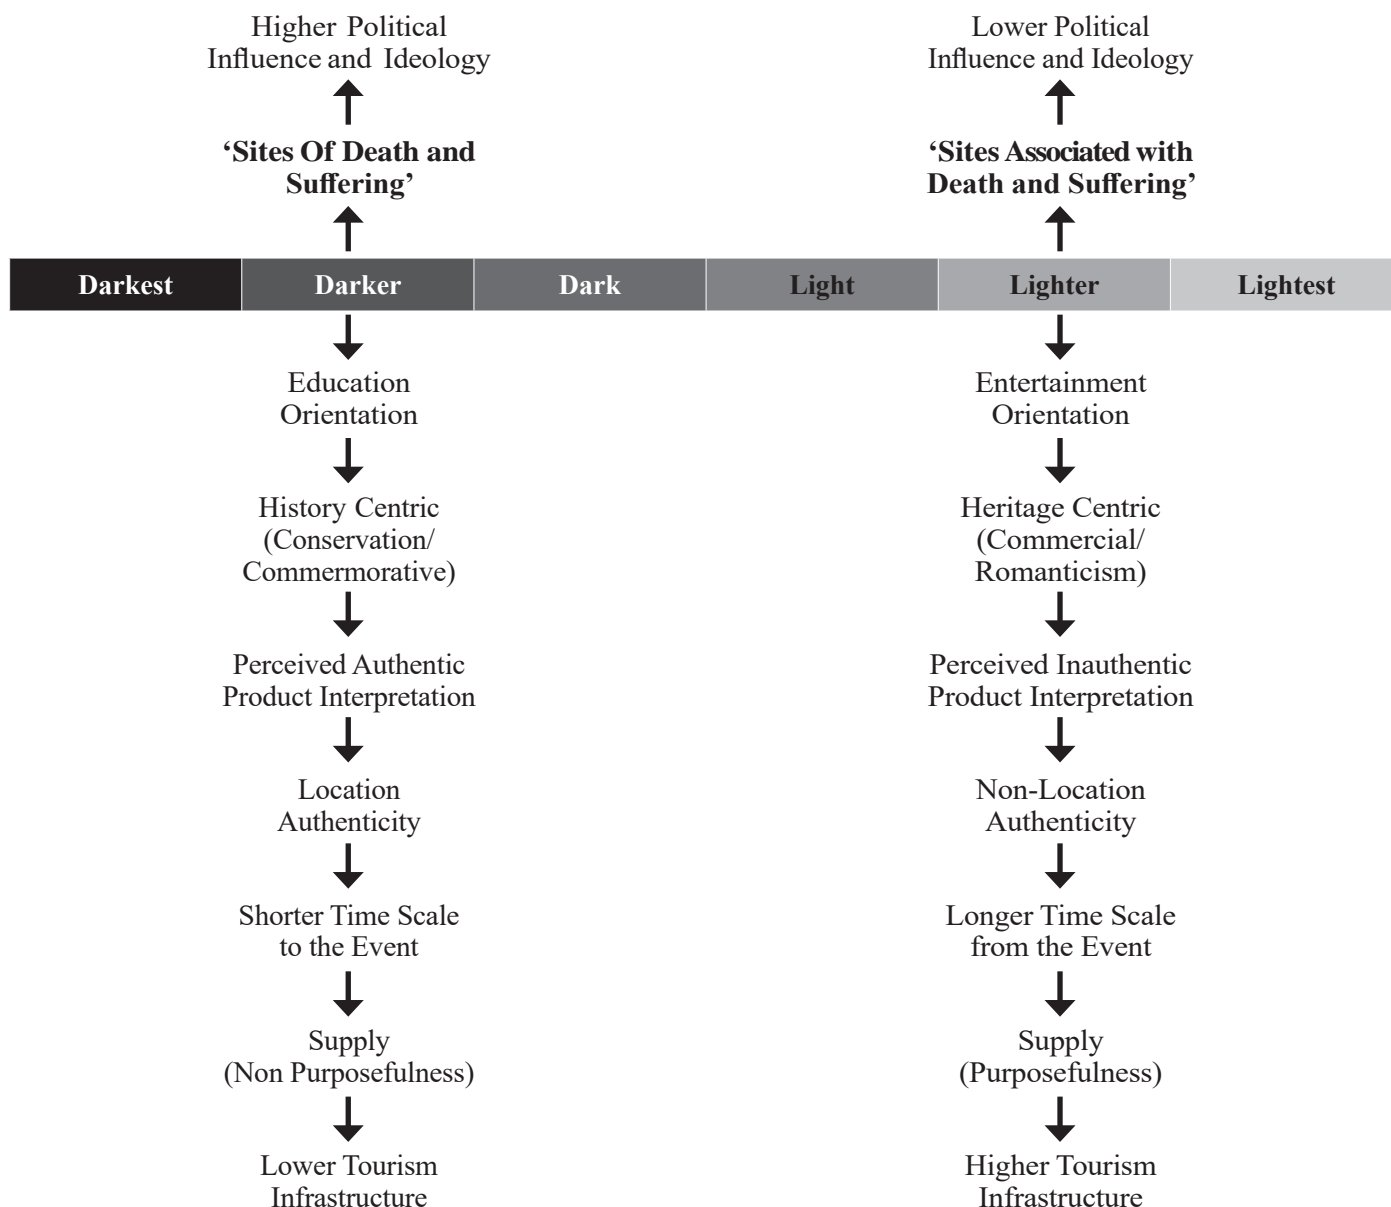 Higher Political
Influence and Ideology
Lower Political
Influence and Ideology
‘Sites Of Death and
Suffering’
‘Sites Associated with
Death and Suffering’
Darkest Darker Dark Light Lighter Lightest
Education
Orientation
Entertainment
Orientation
History Centric
(Conservation/
Commermorative)
Heritage Centric
(Commercial/
Romanticism)
Perceived Authentic
Product Interpretation
Perceived Inauthentic
Product Interpretation
Location
Authenticity
Non-Location
Authenticity
Shorter Time Scale
to the Event
Longer Time Scale
from the Event
Supply
(Non Purposefulness)
Supply
(Purposefulness)
Lower Tourism
Infrastructure
Higher Tourism
Infrastructure